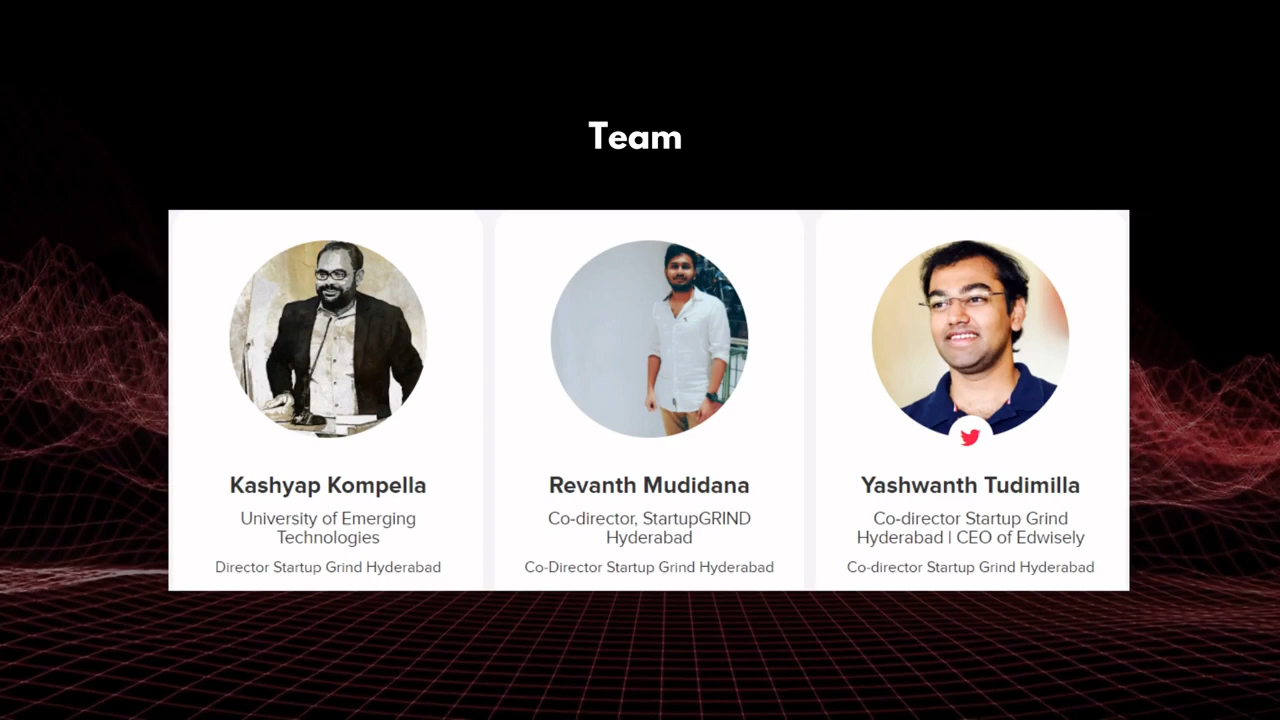 Team
Kashyap Kompella
University of Emerging
Technologies
Director Startup Grind Hyderabad
Revanth Mudidana
Co-director, StartupGRIND
Hyderabad
Co-Director Startup Grind Hyderabad
Yashwanth Tudimilla
Co-director Startup Grind
Hyderabad | CEO of Edwisely
Co-director Startup Grind Hyderabad